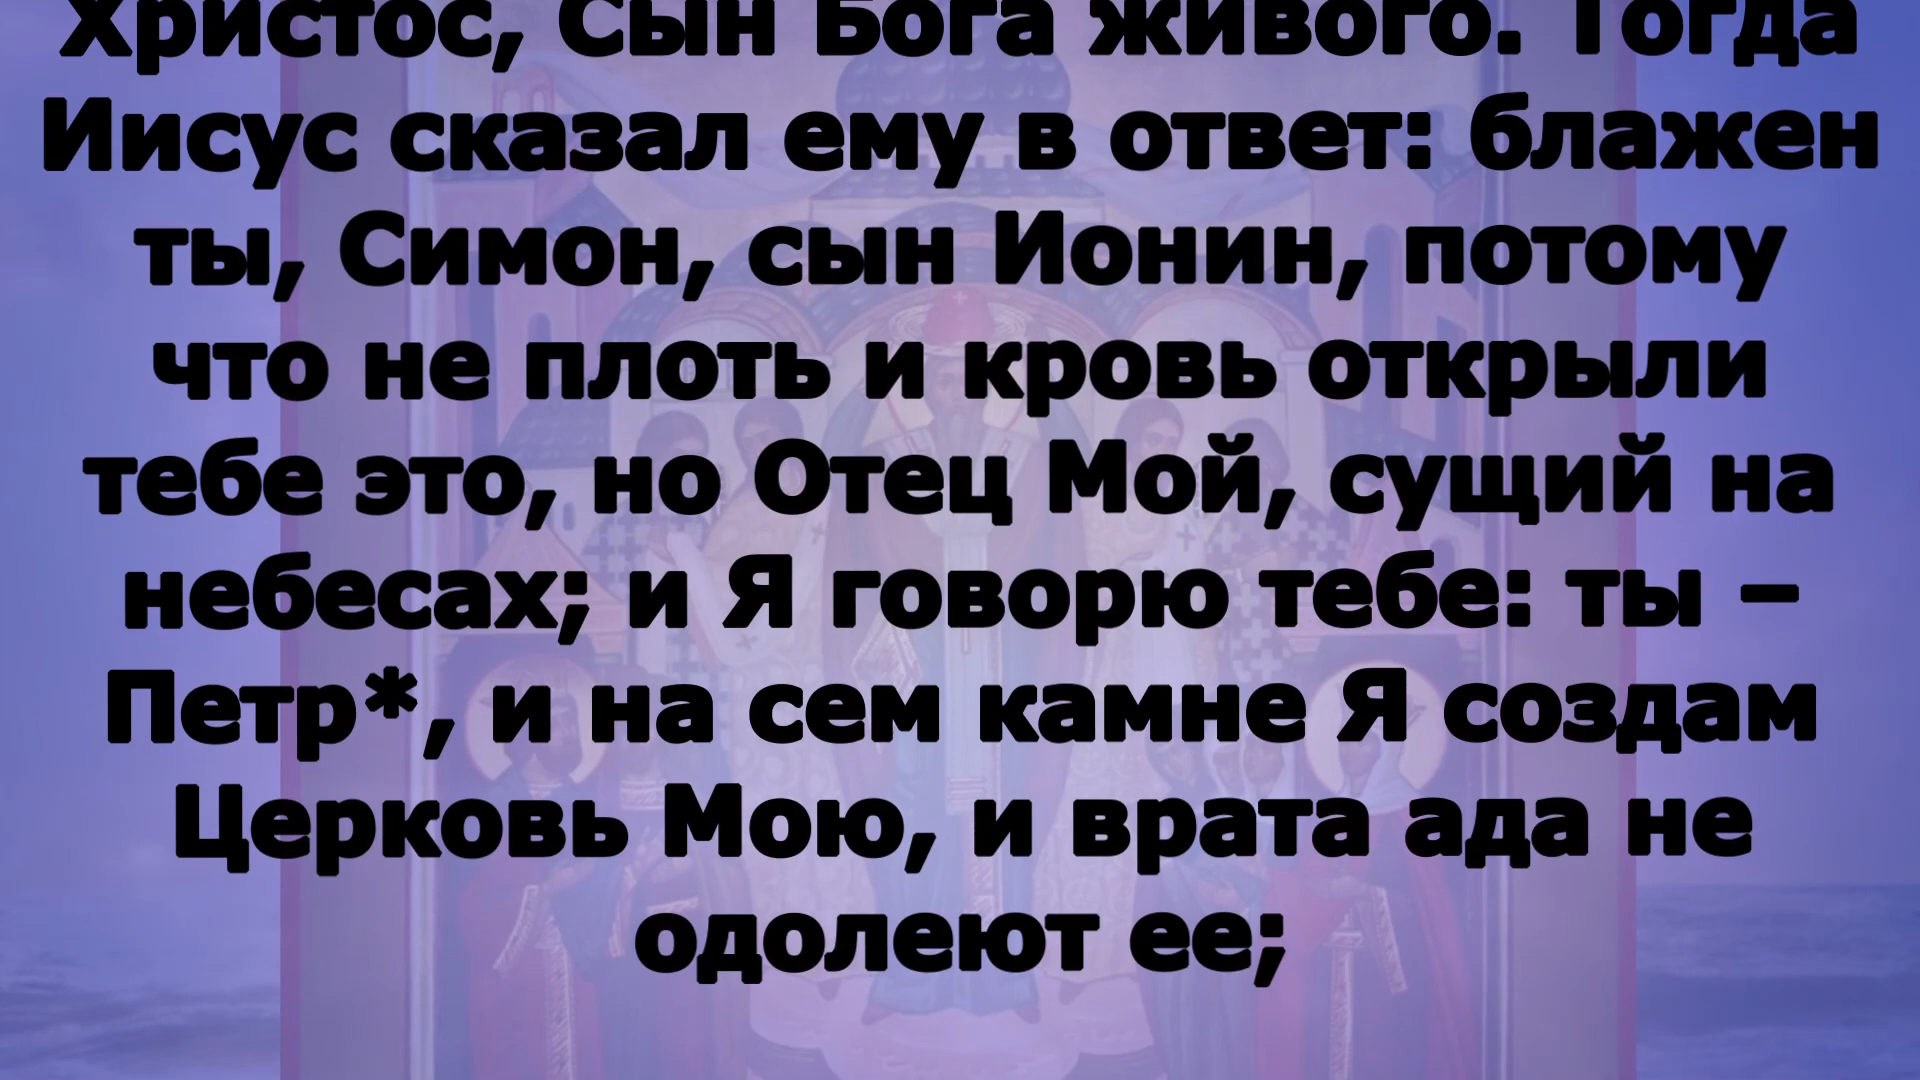 Христос, Сын Бога живого. Тогда
Иисус сказал ему в ответ: блажен
ты, Симон, сын Ионин, потому
что не плоть и кровь открыли
тебе это, но Отец Мой, сущий на
небесах; и Я говорю тебе: ты –
Петр*, и на сем камне Я создам
Церковь Мою, и врата ада не
одолеют ее;